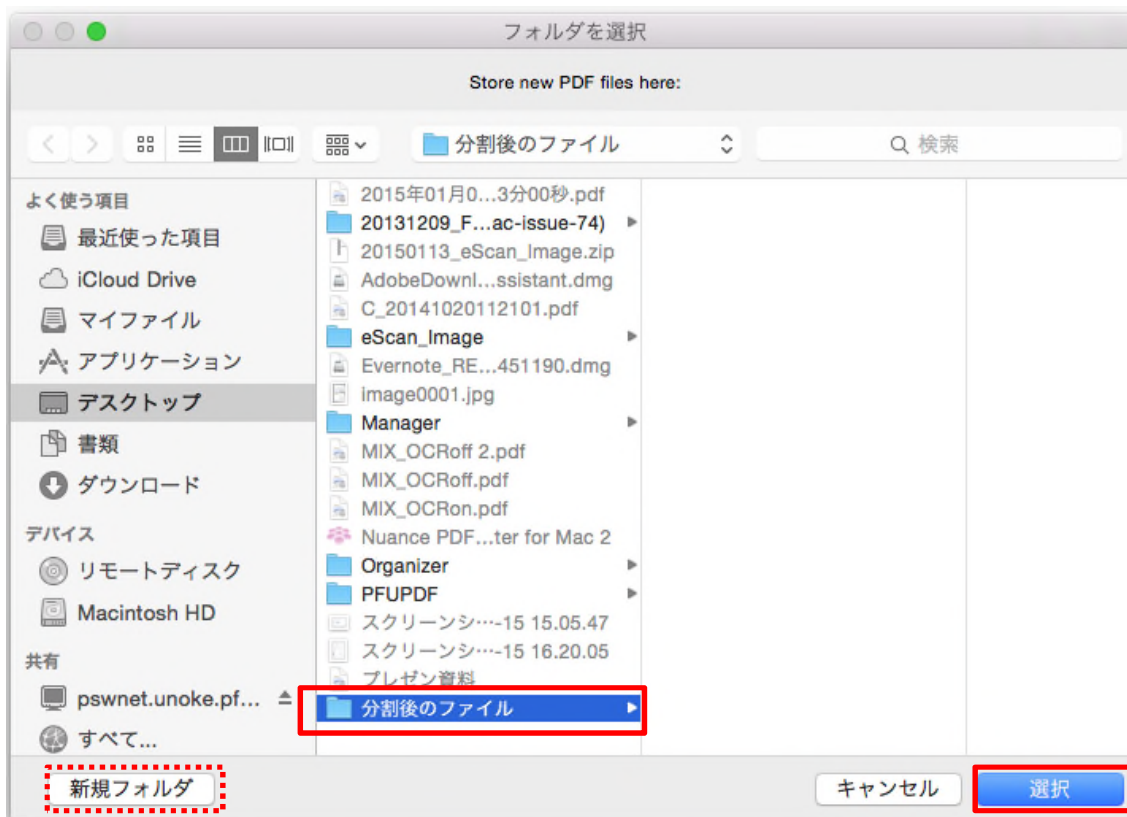 フォルダを選択
Store new PDF files here:
分割後のファイル
検索
よく使う項目
最近使った項目
iCloud Drive
マイファイル
アプリケーション
デスクトップ
書類
ダウンロード
デバイス
リモートディスク
Macintosh HD
共有
pswnet.unoke.pf...
すべて...
2015年01月0...3分00秒.pdf
20131209_F...ac-issue-74)
20150113_eScan_Image.zip
AdobeDownl...ssistant.dmg
C_20141020112101.pdf
eScan_Image
Evernote_RE...451190.dmg
image0001.jpg
Manager
MIX_OCRoff 2.pdf
MIX_OCRoff.pdf
MIX_OCRon.pdf
Nuance PDF...ter for Mac 2
Organizer
PFUPDF
スクリーンシ…-15 15.05.47
スクリーンシ…-15 16.20.05
プレゼン資料
分割後のファイル
新規フォルダ
キャンセル
選択